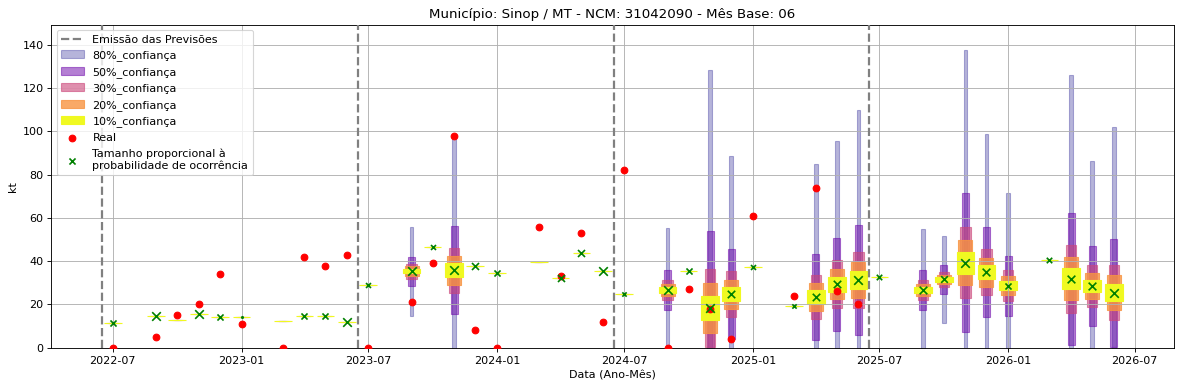 Município: Sinop / MT - NCM: 31042090 - Mês Base: 06
Emissão das Previsões
80%_confiança
50%_confiança
30%_confiança
20%_confiança
10%_confiança
Real
Tamanho proporcional à
probabilidade de ocorrência
kt
140
120
100
80
60
40
20
0
2022-07
2023-01
2023-07
2024-01
2024-07
2025-01
2025-07
2026-01
2026-07
Data (Ano-Mês)